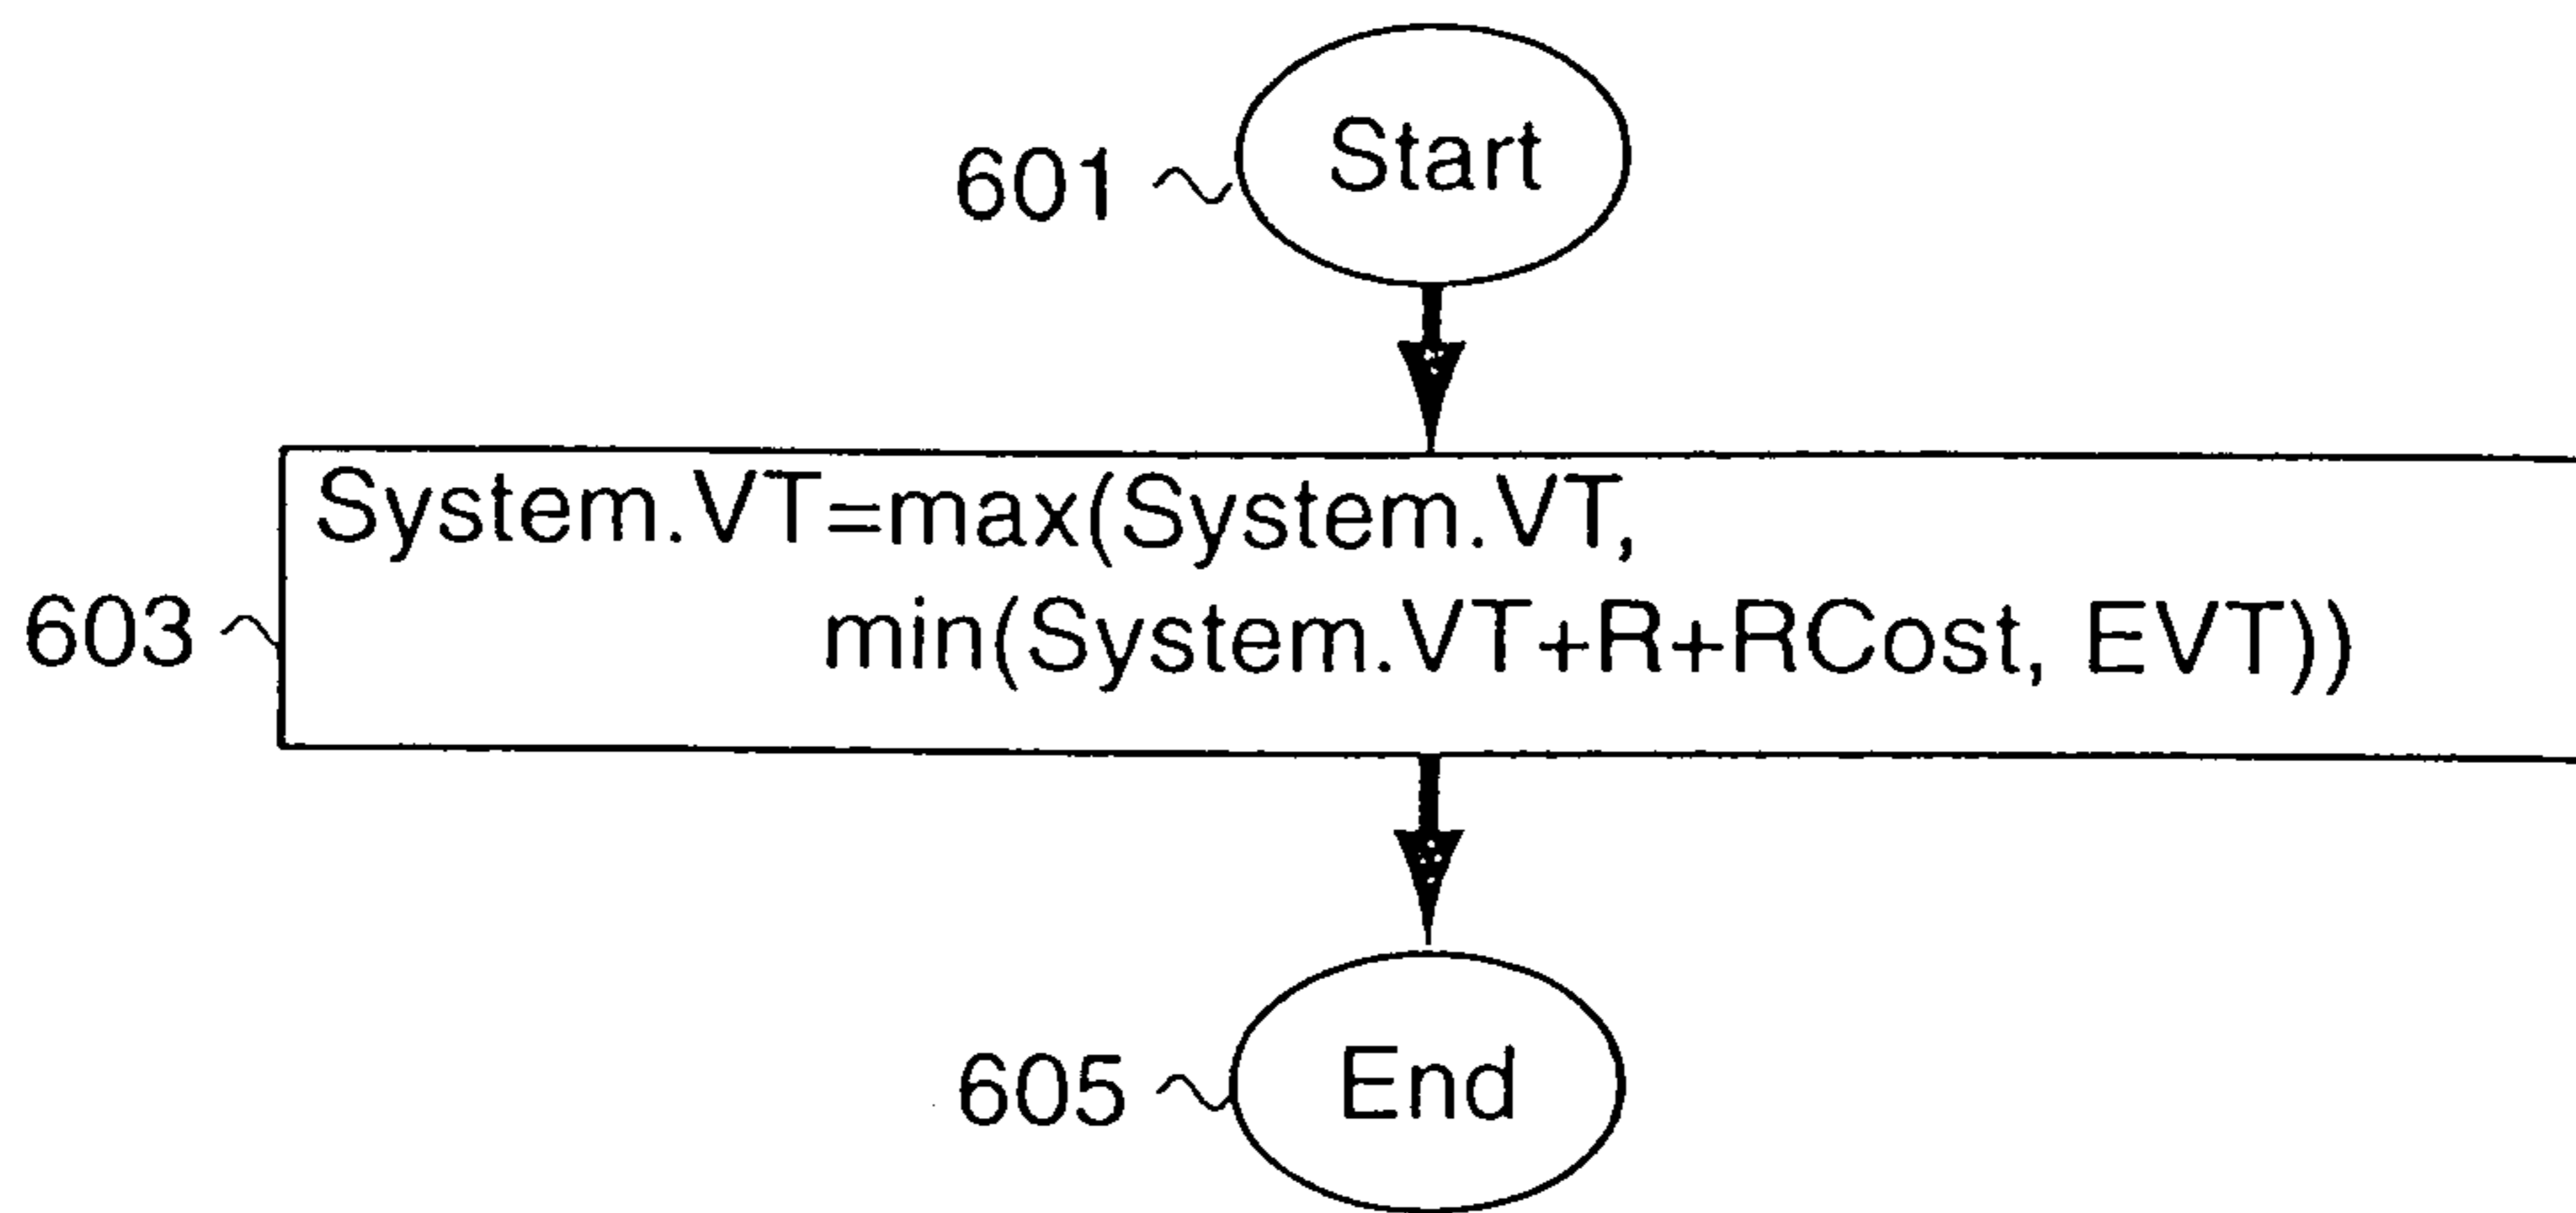 601
Start
System.VT=max(System.VT,
603
min(System.VT+R+RCost, EVT))
605
End